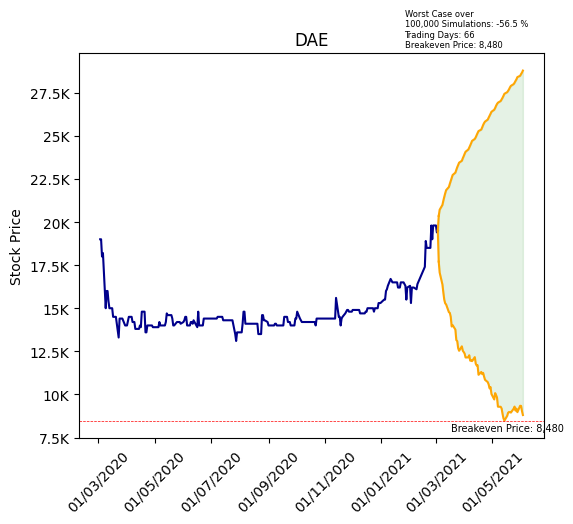 Worst Case over
100,000 Simulations: -56.5 %
Trading Days: 66
Breakeven Price: 8,480
DAE
Stock Price
27.5K
25K
22.5K
20K
17.5K
15K
12.5K
10K
7.5K
Breakeven Price: 8,480
01/03/2020
01/05/2020
01/07/2020
01/09/2020
01/11/2020
01/01/2021
01/03/2021
01/05/2021